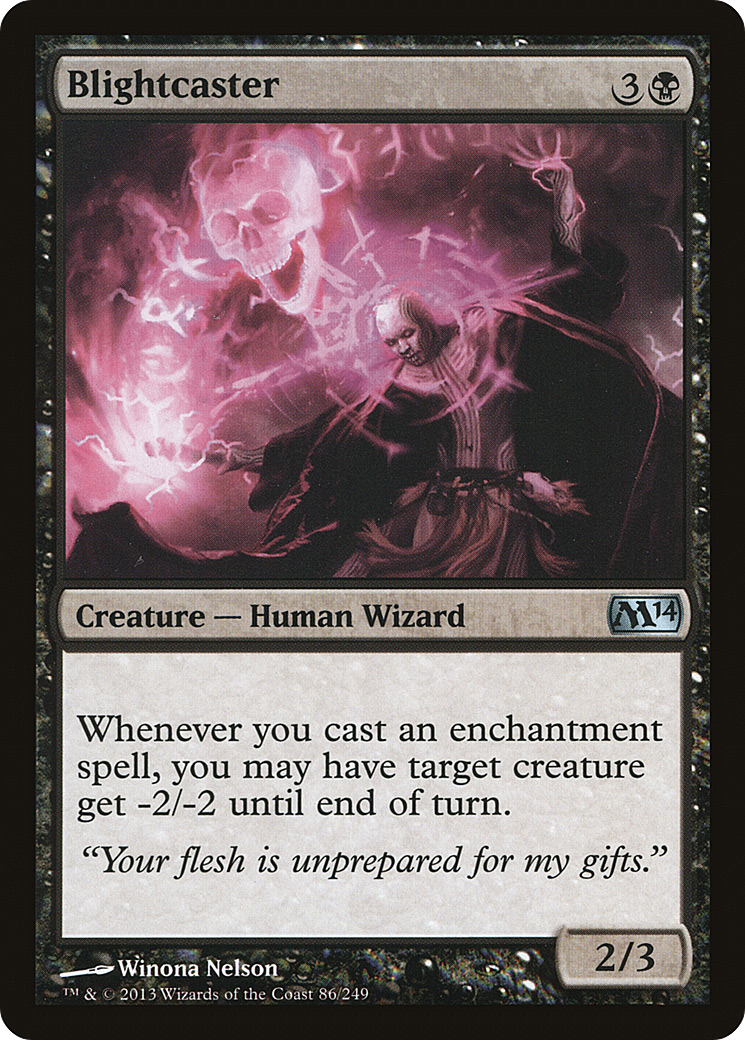 Blightcaster 3
Creature — Human Wizard M14
Whenever you cast an enchantment
spell, you may have target creature
get -2/-2 until end of turn.
“Your flesh is unprepared for my gifts.”
2/3
Winona Nelson
™ & © 2013 Wizards of the Coast 86/249